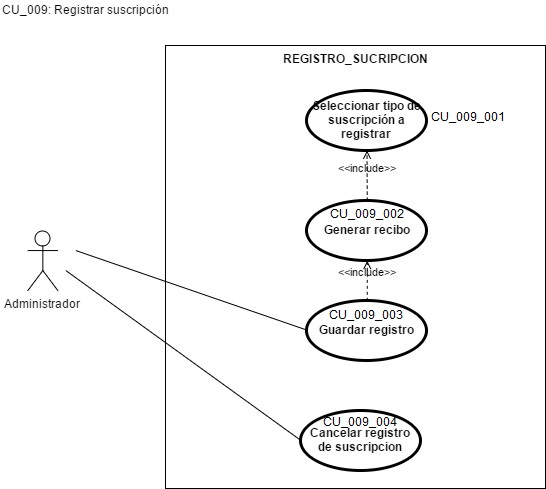 CU_009: Registrar suscripción
REGISTRO_SUCRIPCION
Seleccionar tipo de
suscripción a
registrar
CU_009_001
<<include>>
CU_009_002
Generar recibo
<<include>>
CU_009_003
Guardar registro
Administrador
CU_009_004
Cancelar registro
de suscripcion